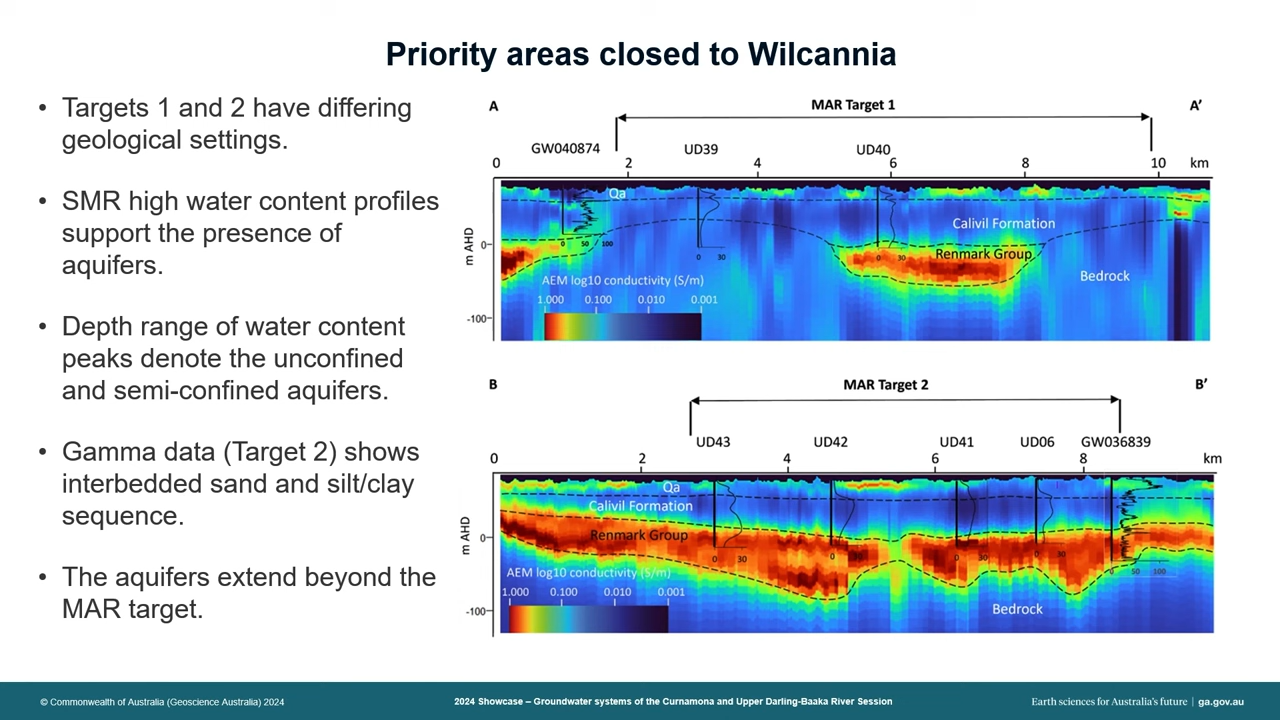 Priority areas closed to Wilcannia
• Targets 1 and 2 have differing
geological settings.
• SMR high water content profiles
support the presence of
aquifers.
• Depth range of water content
peaks denote the unconfined
and semi-confined aquifers.
• Gamma data (Target 2) shows
interbedded sand and silt/clay
sequence.
• The aquifers extend beyond the
MAR target.
A MAR Target 1 A’
GW040874 UD39 UD40
0 2 4 6 8 10 km
Qa
Calivil Formation
m AHD
0
0 50 100
0 30
0 30
Renmark Group
Bedrock
AEM log10 conductivity (S/m)
1.000 0.100 0.010 0.001
-100
B MAR Target 2 B’
UD43 UD42 UD41 UD06 GW036839
0 2 4 6 8 km
Qa
Calivil Formation
m AHD
0
Renmark Group
0 30
0 30
0 30
0 30
0 50 100
AEM log10 conductivity (S/m)
1.000 0.100 0.010 0.001
-100
Bedrock
© Commonwealth of Australia (Geoscience Australia) 2024
2024 Showcase – Groundwater systems of the Curnamona and Upper Darling-Baaka River Session
Earth sciences for Australia’s future | ga.gov.au